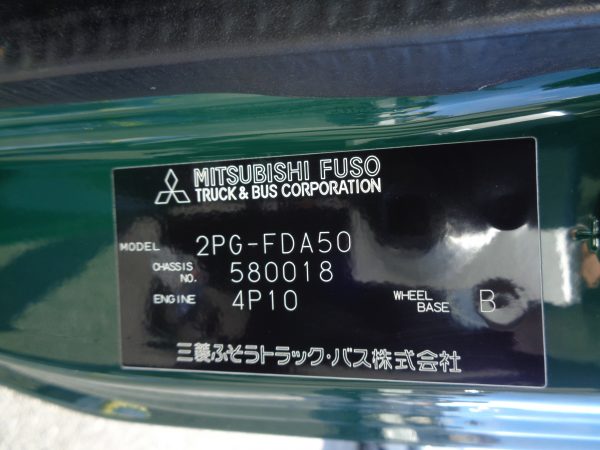 MITSUBISHI FUSO
TRUCK & BUS CORPORATION
MODEL 2PG-FDA50
CHASSIS NO. 580018
ENGINE 4P10 WHEEL BASE B
三菱ふそうトラック・バス株式会社